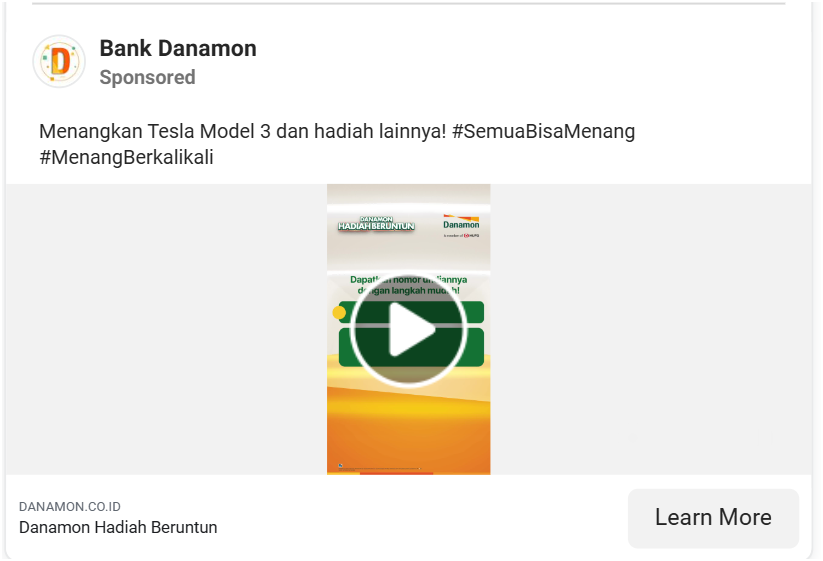 Bank Danamon
Sponsored
Menangkan Tesla Model 3 dan hadiah lainnya! #SemuaBisaMenang
#MenangBerkalikali
DANAMON
HADIAH BERUNTUN
Danamon
a member of MUFG
Dapatkan nomor undiannya
dengan langkah mudah!
DANAMON.CO.ID
Danamon Hadiah Beruntun
Learn More